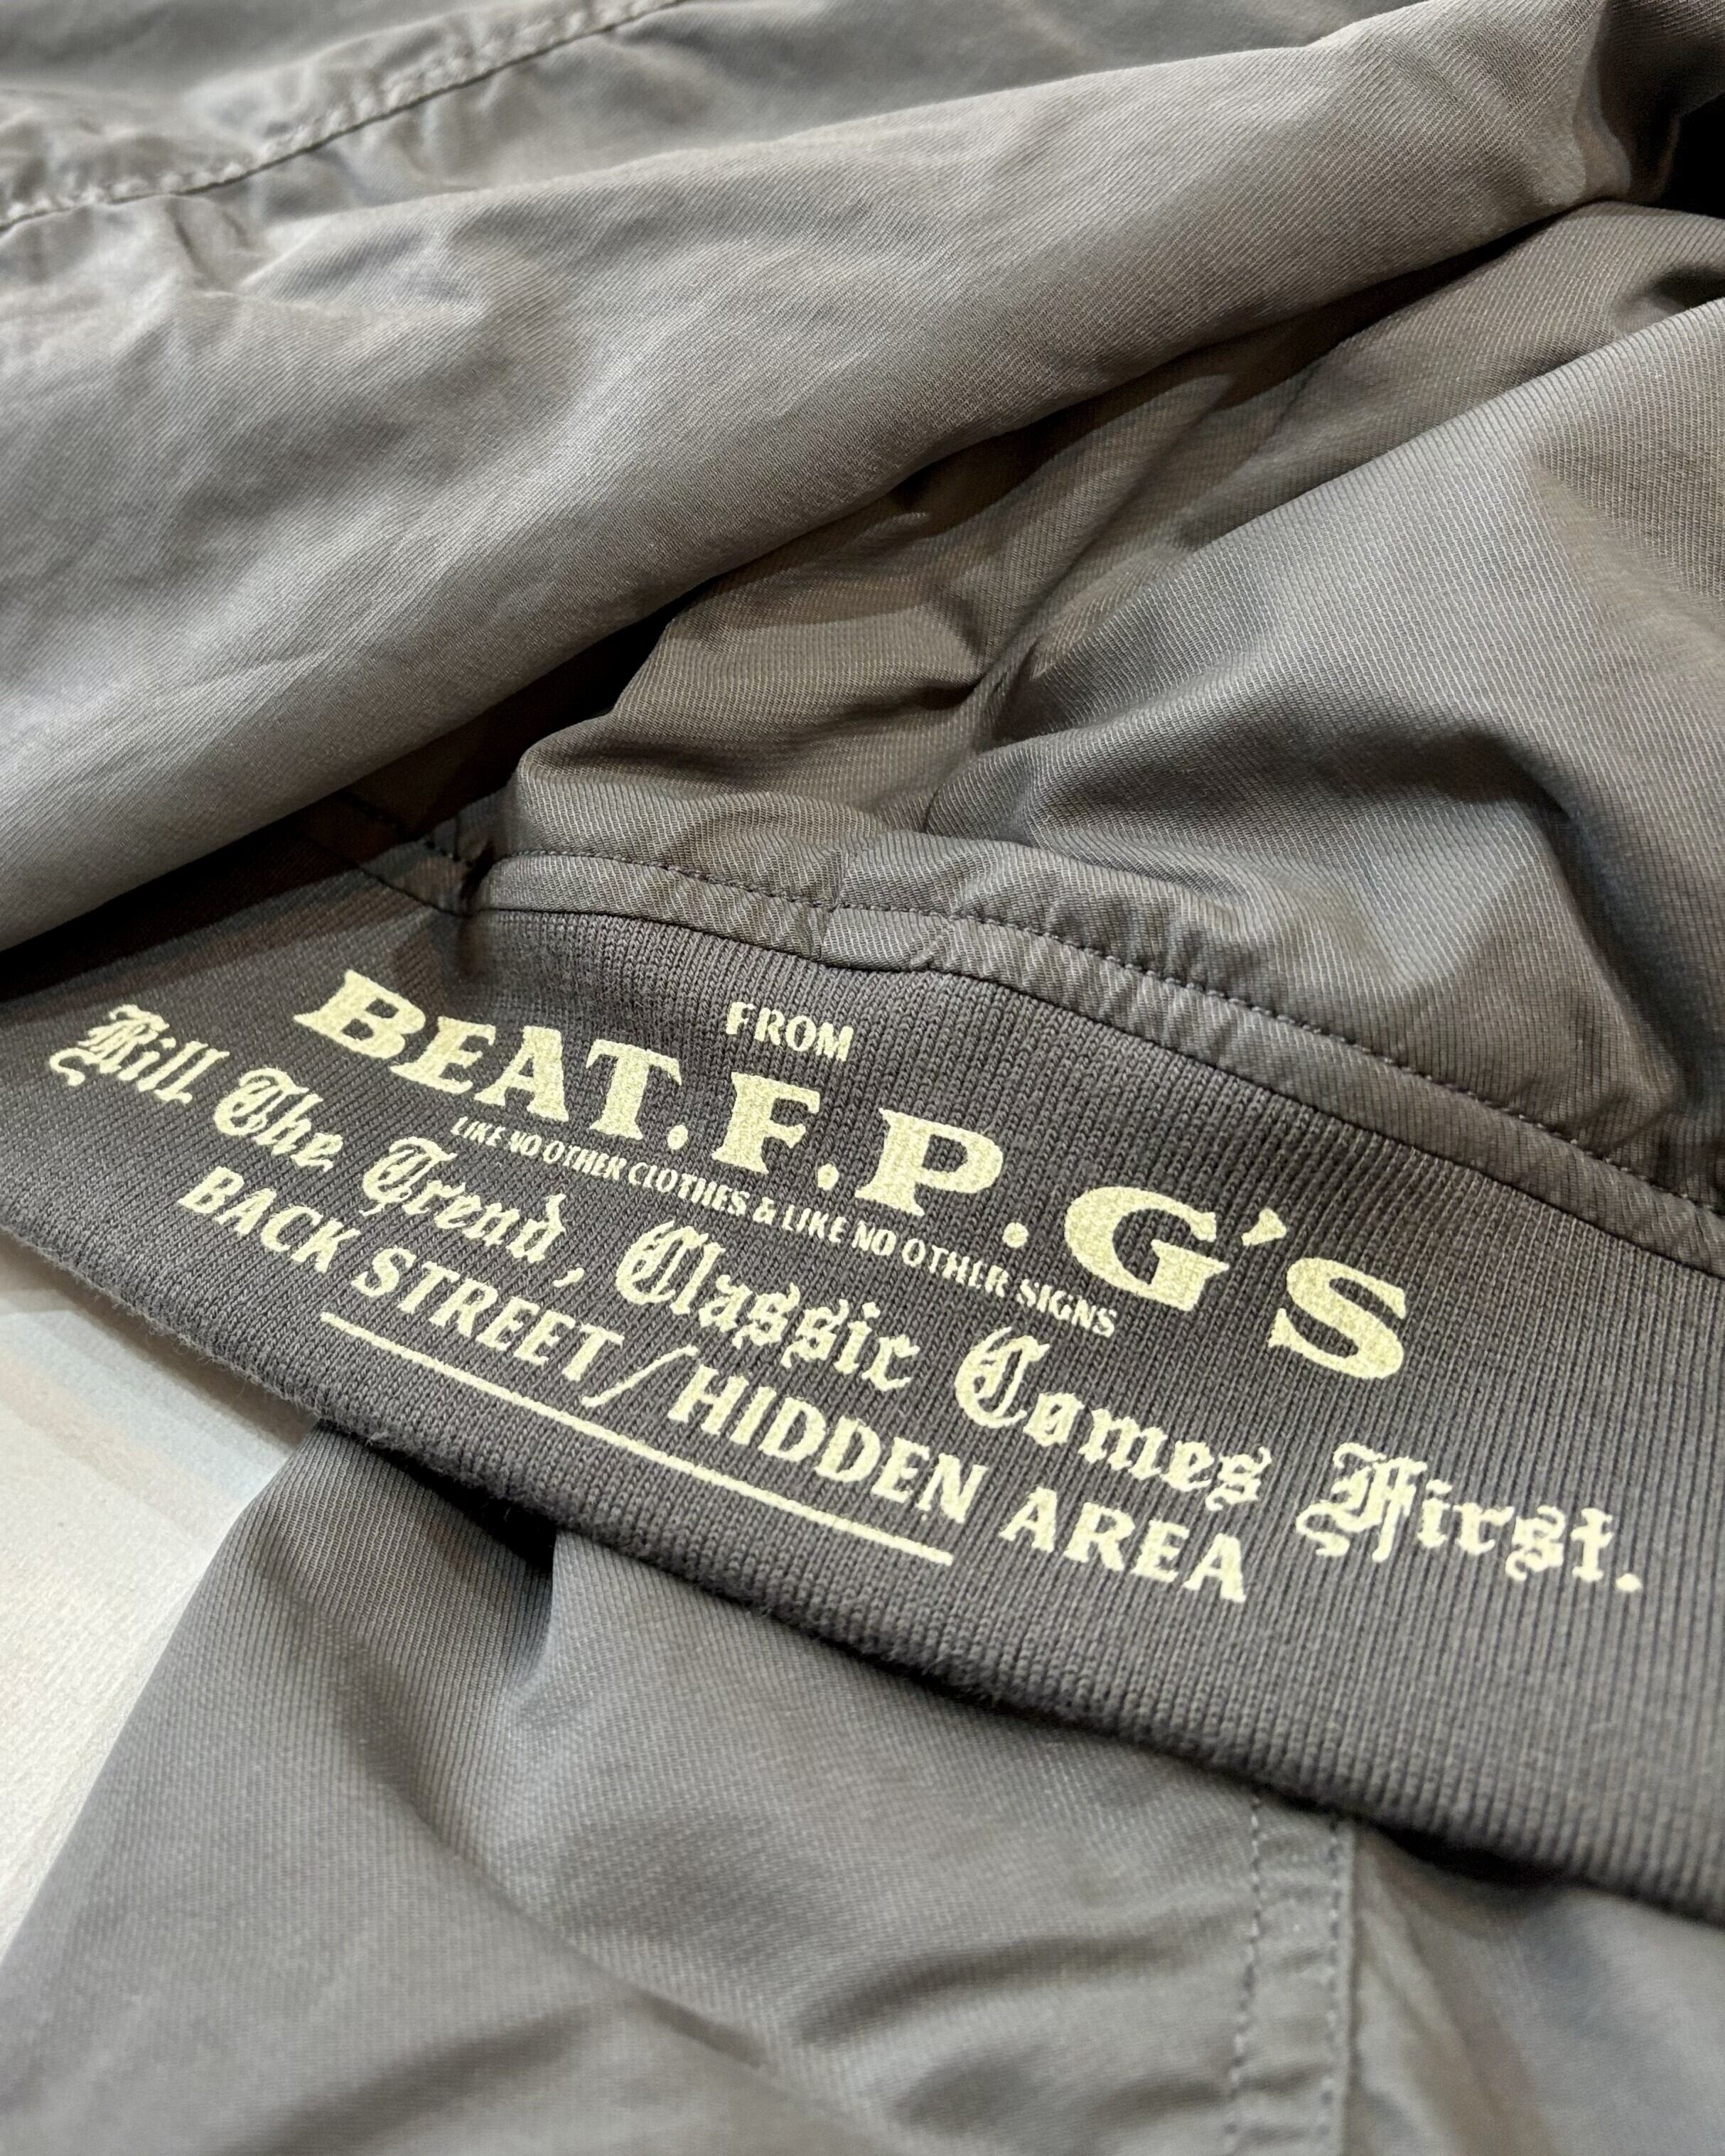 FROM
BEAT.F.P.G'S
LIKE NO OTHER CLOTHES & LIKE NO OTHER SIGNS
Kill The Trend, Classic Comes First.
BACK STREET/HIDDEN AREA